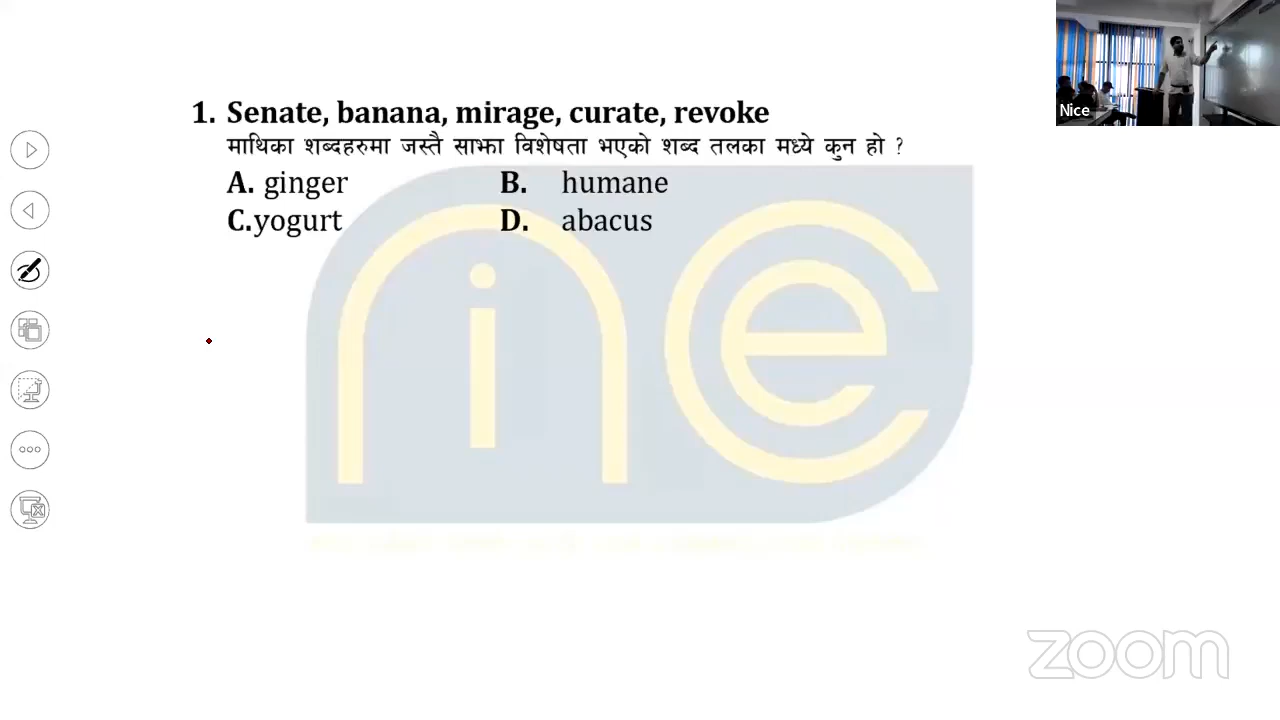 1. Senate, banana, mirage, curate, revoke
माथिका शब्दहरुमा जस्तै साझा विशेषता भएको शब्द तलका मध्ये कुन हो ?
A. ginger B. humane
C.yogurt D. abacus
nice
Nice
zoom